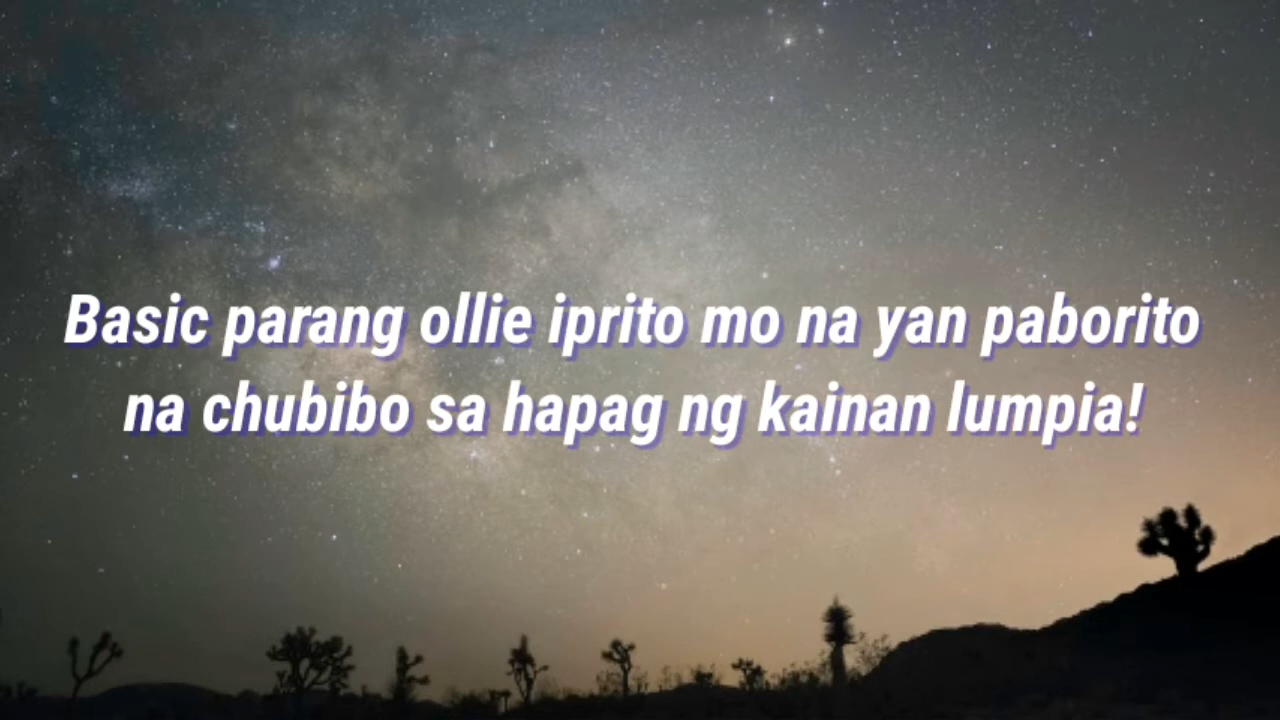 Basic parang ollie iprito mo na yan paborito
na chubibo sa hapag ng kainan lumpia!